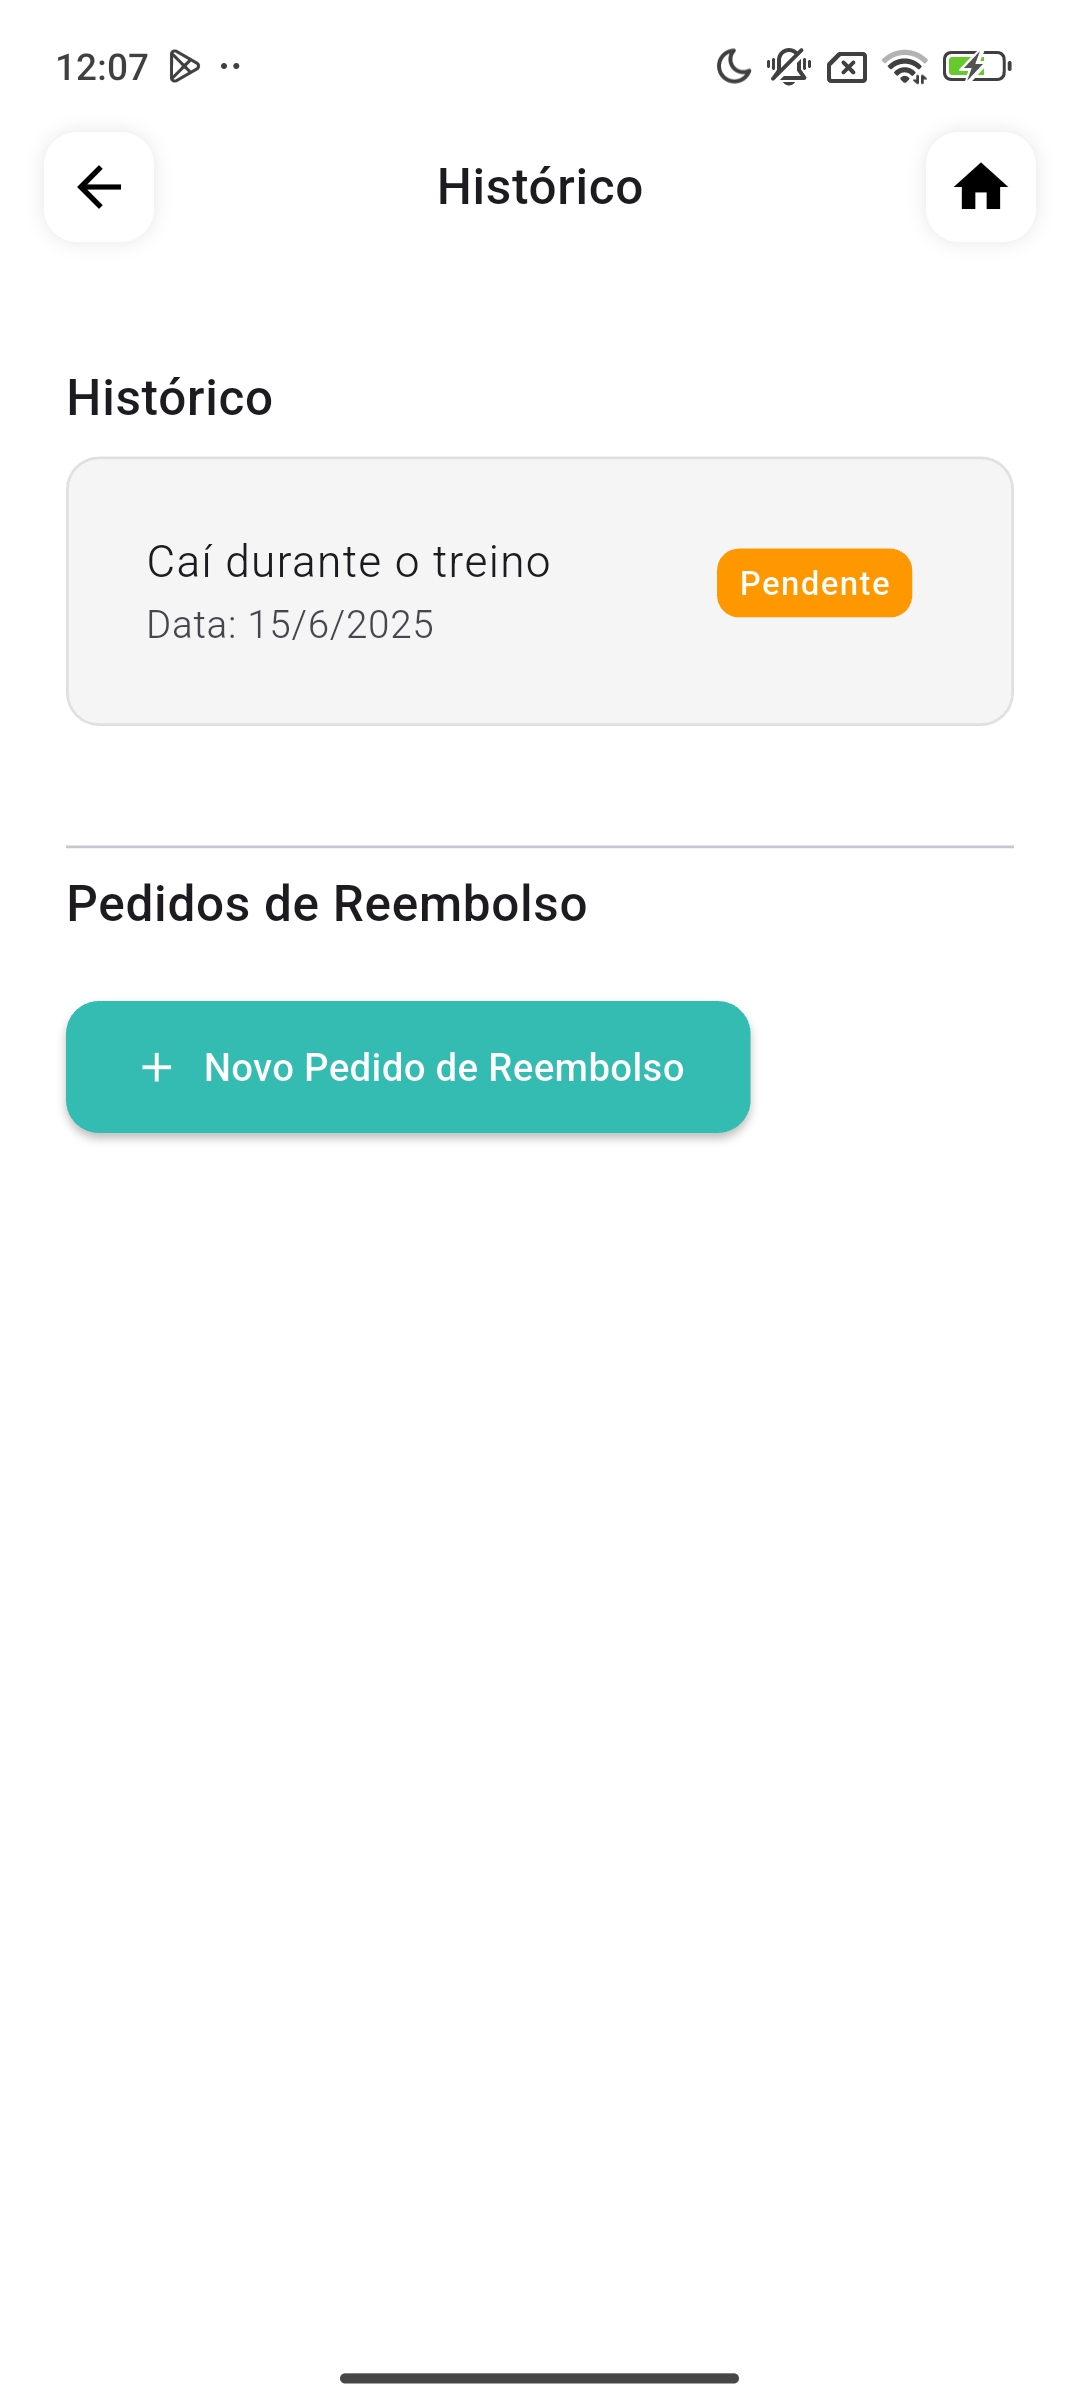 12:07
Histórico
Histórico
Caí durante o treino
Pendente
Data: 15/6/2025
Pedidos de Reembolso
+ Novo Pedido de Reembolso